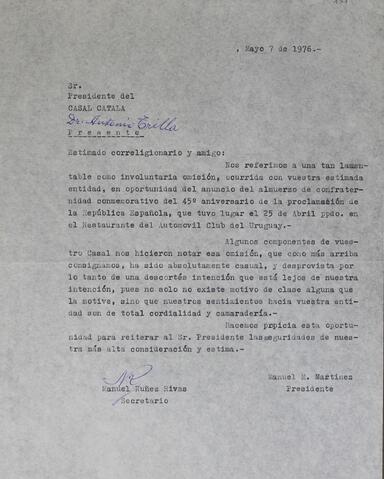 , Mayo 7 de 1976.-
Sr.
Presidente del
CASAL CATALA
Dr. Antonio Trilla
Presente
Estimado correligionario y amigo:
Nos referimos a una tan lamen-
table como involuntaria omisión, ocurrida con vuestra estimada
entidad, en oportunidad del anuncio del almuerzo de confrater-
nidad conmemorativo del 45º aniversario de la proclamación de
la República Española, que tuvo lugar el 25 de Abril ppdo. en
el Restaurante del Automovil Club del Uruguay.
Algunos componentes de vues-
tro Casal nos hicieron notar esa omisión, que como más arriba
consignamos, ha sido absolutamente casual, y desprovista por
lo tanto de una descortés intención que está lejos de nuestra
intención, pues no solo no existe motivo de clase alguna que
la motive, sino que nuestros sentimientos hacia vuestra enti-
dad son de total cordialidad y camaradería.
Hacemos propicia esta oportu-
nidad para reiterar al Sr. Presidente las seguridades de nues-
tra más alta consideración y estima.-
Manuel M. Martinez
Manuel Nuñez Rivas
Presidente
Secretario